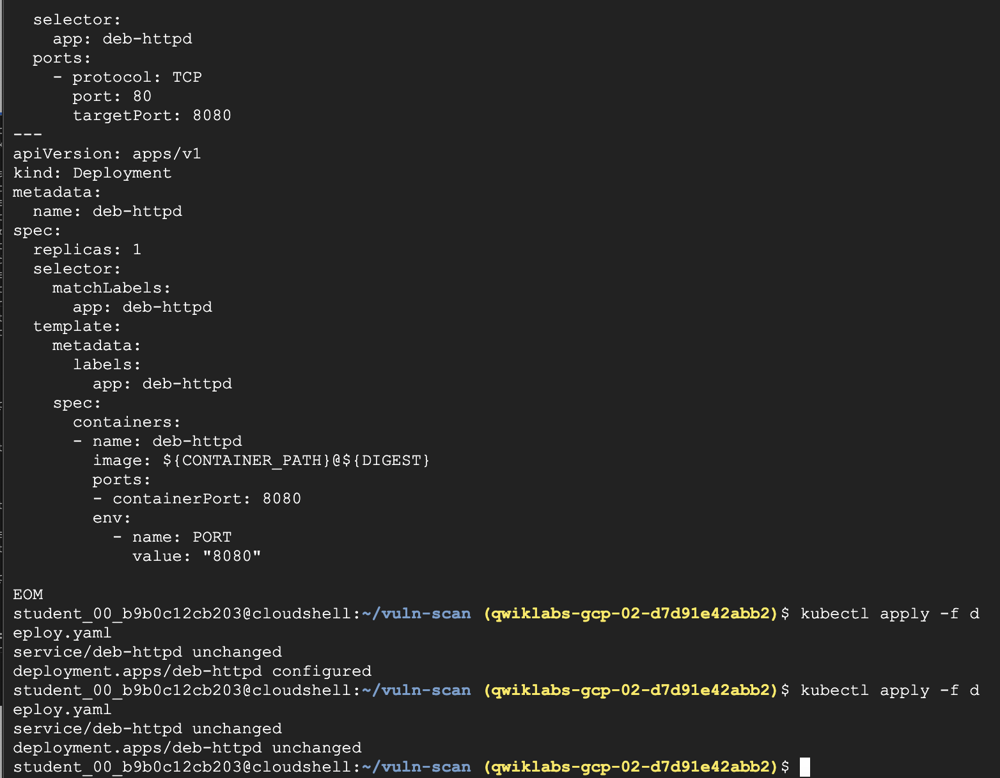 selector:
    app: deb-httpd
  ports:
    - protocol: TCP
      port: 80
      targetPort: 8080
---
apiVersion: apps/v1
kind: Deployment
metadata:
  name: deb-httpd
spec:
  replicas: 1
  selector:
    matchLabels:
      app: deb-httpd
  template:
    metadata:
      labels:
        app: deb-httpd
    spec:
      containers:
      - name: deb-httpd
        image: ${CONTAINER_PATH}@${DIGEST}
        ports:
        - containerPort: 8080
        env:
          - name: PORT
            value: "8080"

EOM
student_00_b9b0c12cb203@cloudshell:~/vuln-scan (qwiklabs-gcp-02-d7d91e42abb2)$ kubectl apply -f d
eploy.yaml
service/deb-httpd unchanged
deployment.apps/deb-httpd configured
student_00_b9b0c12cb203@cloudshell:~/vuln-scan (qwiklabs-gcp-02-d7d91e42abb2)$ kubectl apply -f d
eploy.yaml
service/deb-httpd unchanged
deployment.apps/deb-httpd unchanged
student_00_b9b0c12cb203@cloudshell:~/vuln-scan (qwiklabs-gcp-02-d7d91e42abb2)$